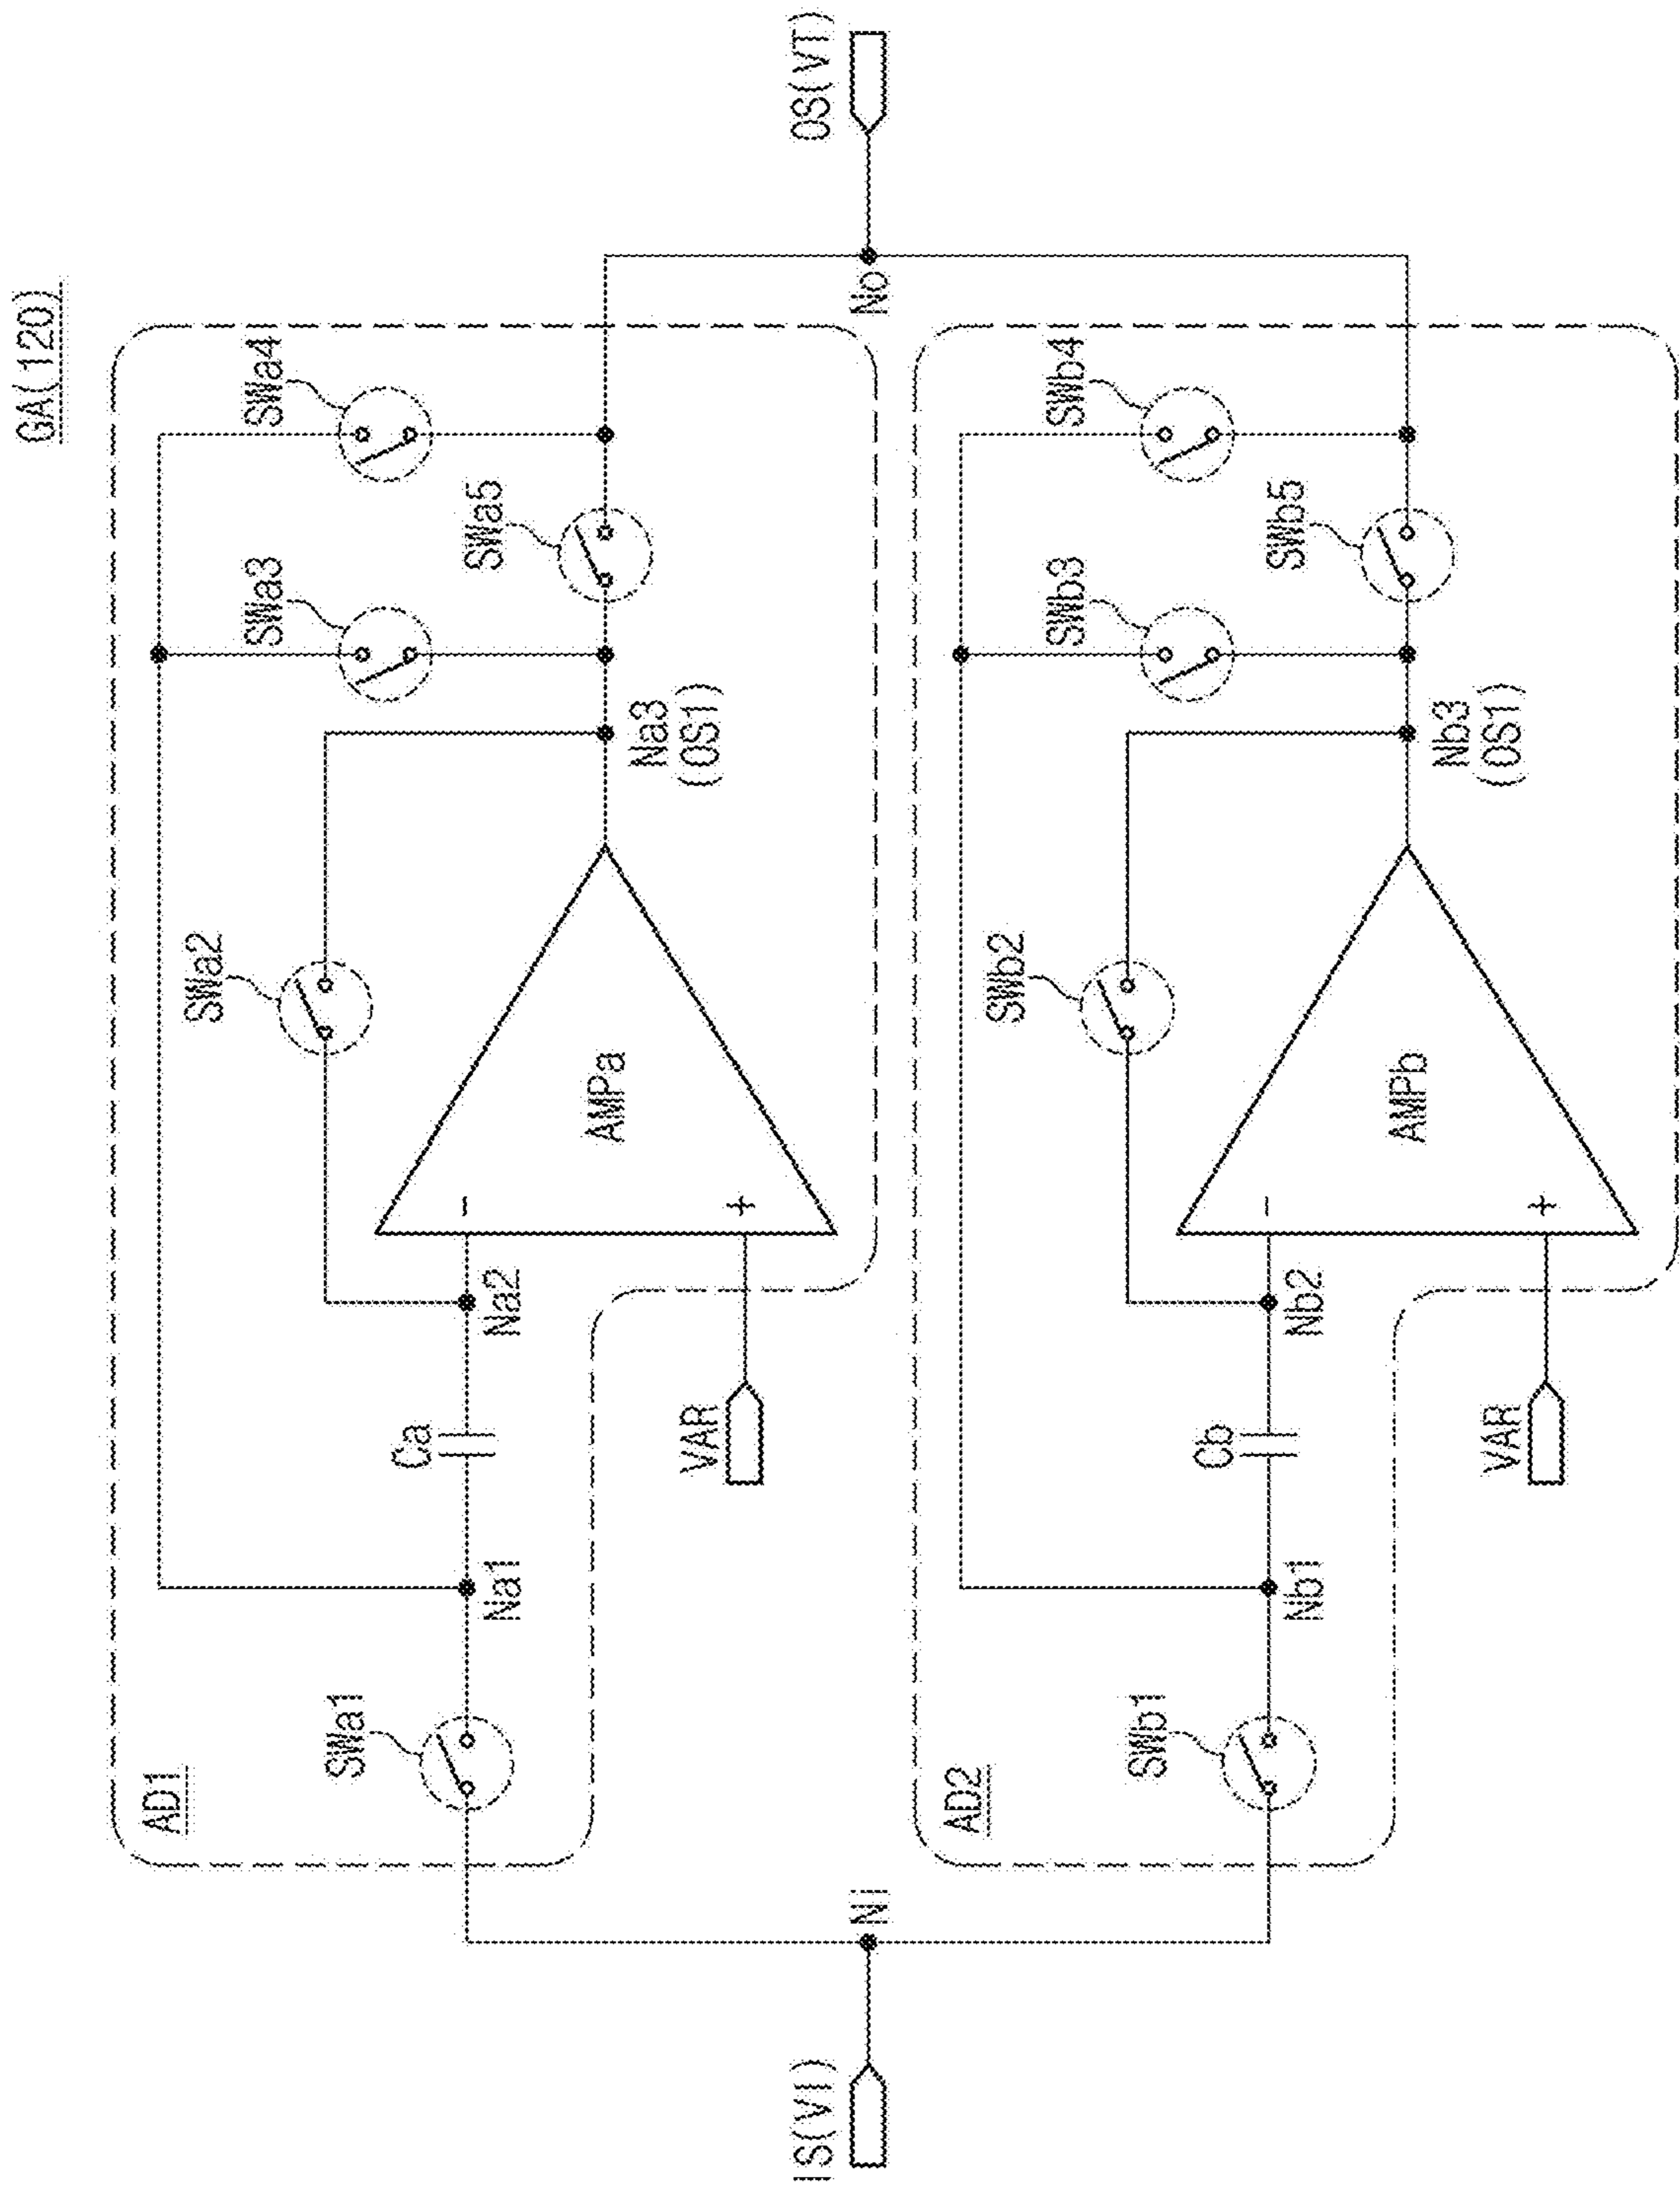 GA(120)
AD1
SWa1
SWa2
SWa3
SWa4
SWa5
Na1
Ca
Na2
-
+
AMPa
Na3
(OS1)
VAR
IS(VI)
Ni
No
OS(VT)
AD2
SWb1
SWb2
SWb3
SWb4
SWb5
Nb1
Cb
Nb2
-
+
AMPb
Nb3
(OS1)
VAR